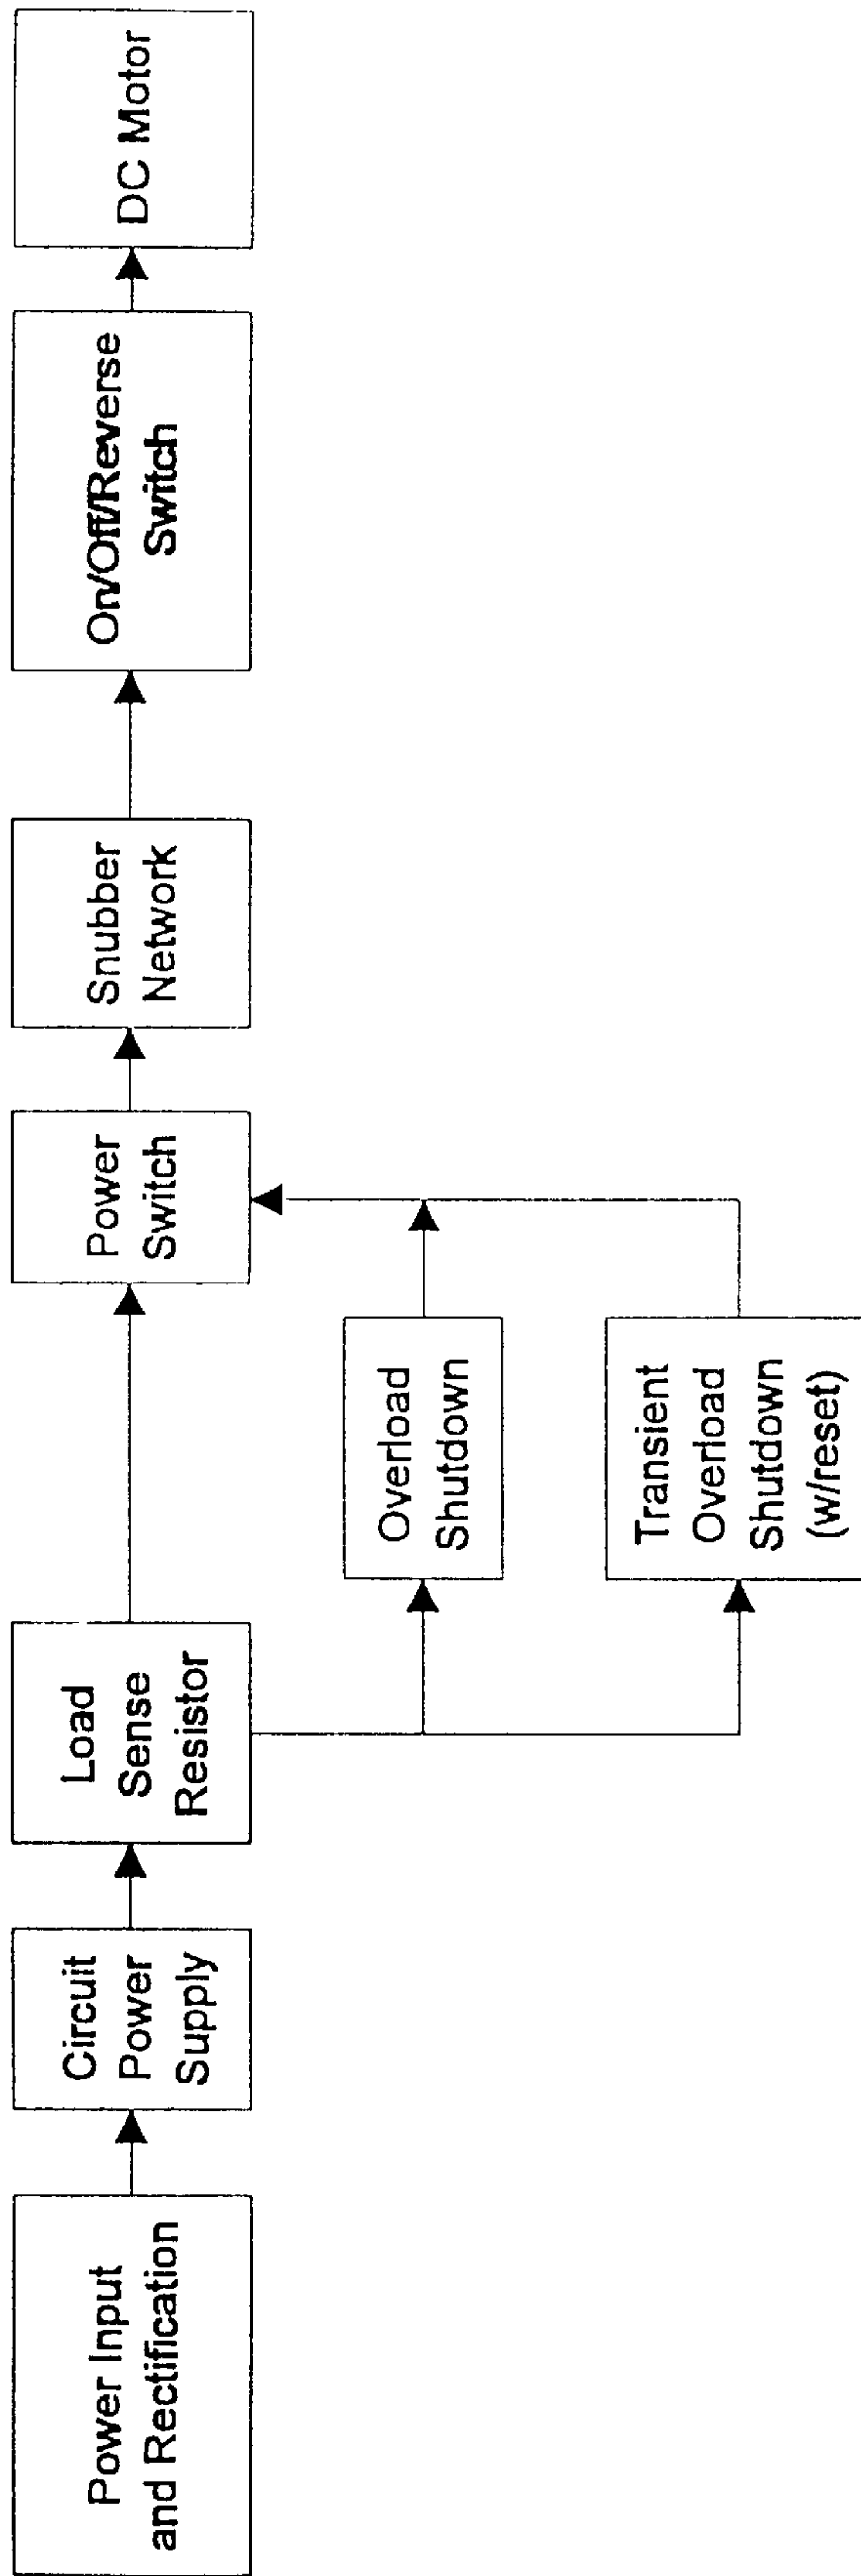 Power Input
and Rectification
Circuit
Power
Supply
Load
Sense
Resistor
Power
Switch
Snubber
Network
On/Off/Reverse
Switch
DC Motor
Overload
Shutdown
Transient
Overload
Shutdown
(w/reset)